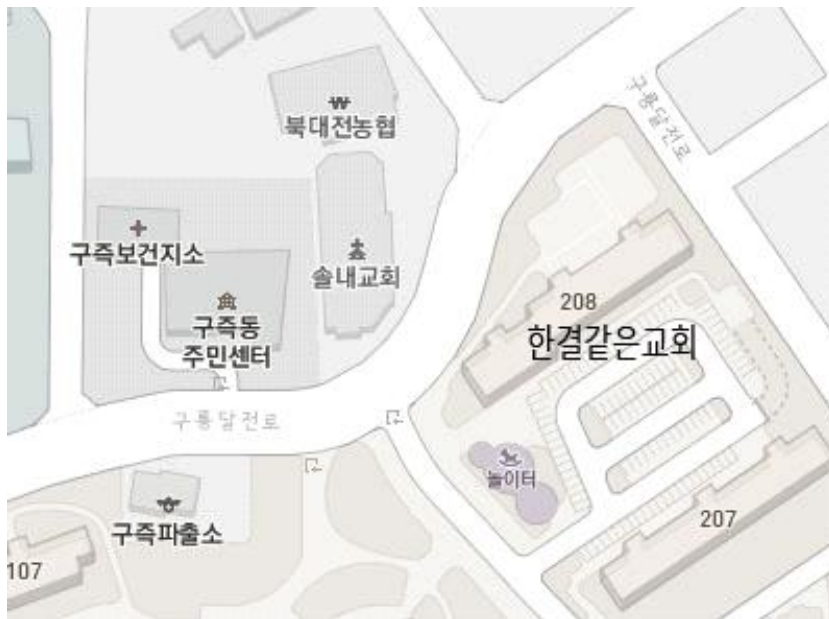 구룡달전로
₩
북대전농협
구즉보건지소
솔내교회
구즉동
주민센터
208
한결같은교회
구룡달전로
놀이터
구즉파출소
207
107